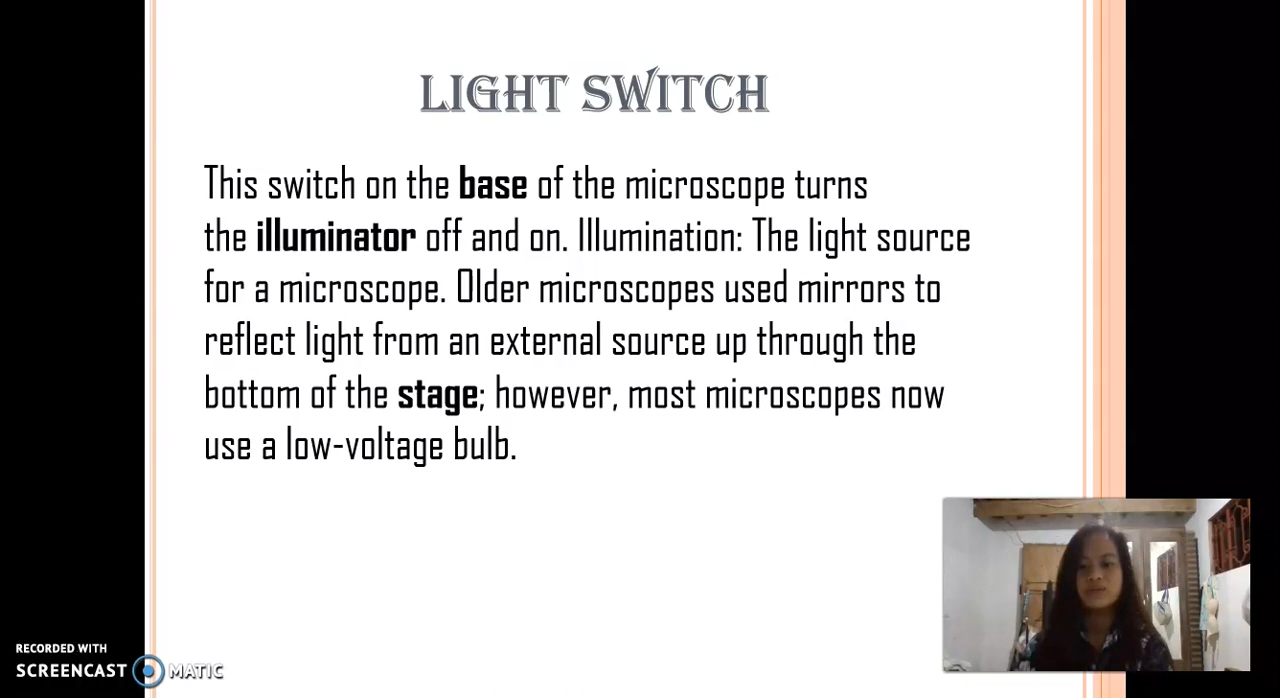 LIGHT SWITCH
This switch on the base of the microscope turns
the illuminator off and on. Illumination: The light source
for a microscope. Older microscopes used mirrors to
reflect light from an external source up through the
bottom of the stage; however, most microscopes now
use a low-voltage bulb.
RECORDED WITH
SCREENCAST MATIC